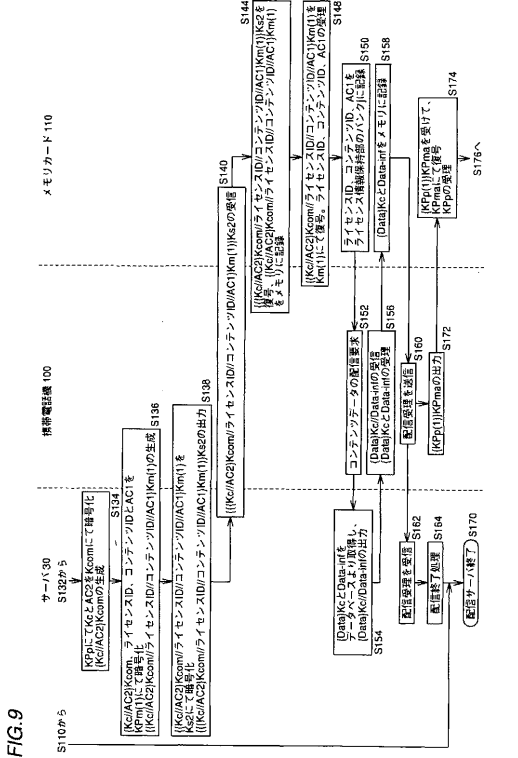 FIG.9
サーバ 30
携帯電話機 100
メモリカード 110
S110から
S132から
KPpにてKcとAC2をKcomにて暗号化
{Kc//AC2}Kcomの生成
S134
{Kc//AC2}Kcom、ライセンスID、コンテンツIDとAC1を
KPm(1)にて暗号化
{{Kc//AC2}Kcom//ライセンスID//コンテンツID//AC1}Km(1)の生成
S136
{{Kc//AC2}Kcom//ライセンスID//コンテンツID//AC1}Km(1)を
Ks2にて暗号化
{{{Kc//AC2}Kcom//ライセンスID//コンテンツID//AC1}Km(1)}Ks2の出力
S138
{{{Kc//AC2}Kcom//ライセンスID//コンテンツID//AC1}Km(1)}Ks2の受信
S140
{{{Kc//AC2}Kcom//ライセンスID//コンテンツID//AC1}Km(1)}Ks2を
復号、{{Kc//AC2}Kcom//ライセンスID//コンテンツID//AC1}Km(1)
をメモリに記録
S144
{{Kc//AC2}Kcom//ライセンスID//コンテンツID//AC1}Km(1)を
Km(1)にて復号。ライセンスID、コンテンツID、AC1の受理
S148
ライセンスID、コンテンツID、AC1を
ライセンス情報保持部のバンクjに記録
S150
コンテンツデータの配信要求
S152
{Data}KcとData-infを
データベースより取得し、
{Data}Kc//Data-infの出力
S154
{Data}Kc//Data-infの受信
{Data}KcとData-infの受理
S156
{Data}KcとData-infをメモリに記録
S158
配信受理を送信
S160
配信受理を受信
S162
配信終了処理
S164
配信サーバ終了
S170
{KPp(1)}KPmaの出力
S172
{KPp(1)}KPmaを受けて、
KPmaにて復号
KPpの受理
S174
S176へ